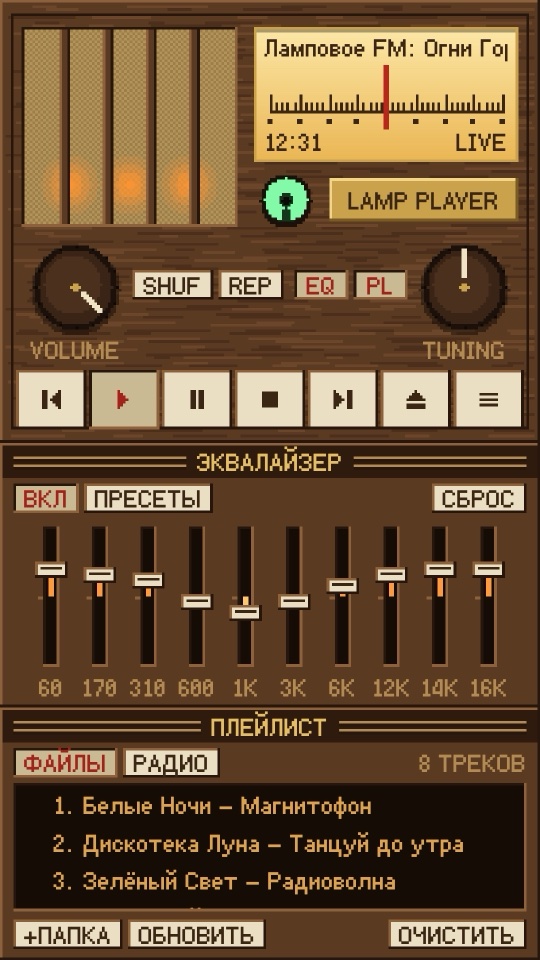 Ламповое FM: Огни Го
12:31 LIVE
LAMP PLAYER
SHUF REP EQ PL
VOLUME TUNING
ЭКВАЛАЙЗЕР
ВКЛ ПРЕСЕТЫ СБРОС
60 170 310 600 1K 3K 6K 12K 14K 16K
ПЛЕЙЛИСТ
ФАЙЛЫ РАДИО 8 ТРЕКОВ
1. Белые Ночи — Магнитофон
2. Дискотека Луна — Танцуй до утра
3. Зелёный Свет — Радиоволна
+ПАПКА ОБНОВИТЬ ОЧИСТИТЬ